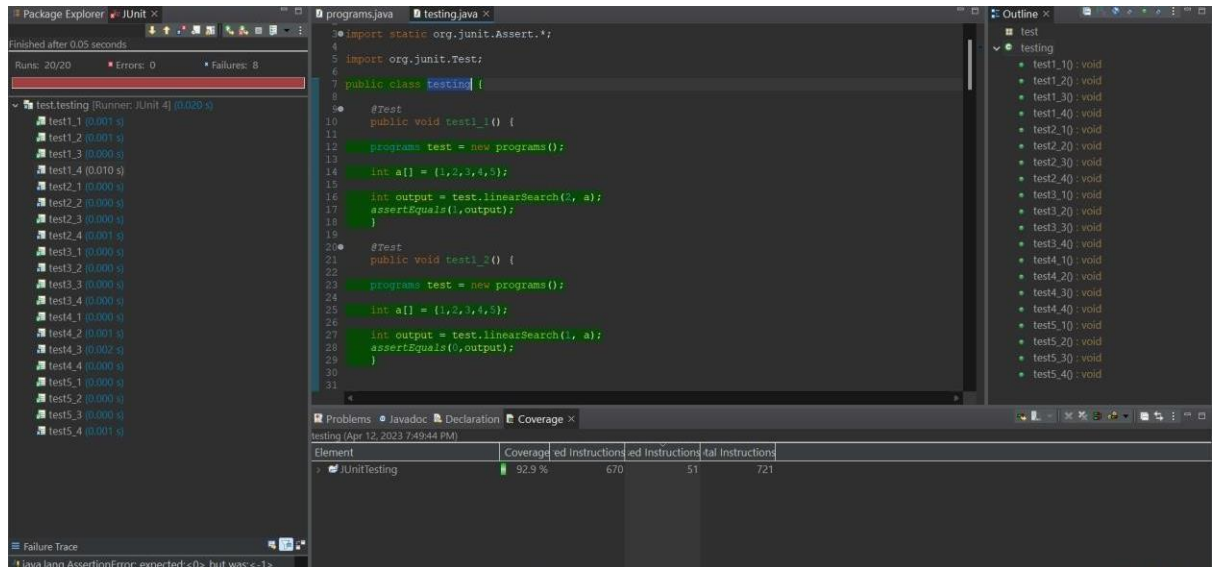 Package Explorer JUnit ×
Finished after 0.05 seconds
Runs: 20/20 Errors: 0 Failures: 8
test.testing [Runner: JUnit 4] (0.020 s)
test1_1 (0.001 s)
test1_2 (0.001 s)
test1_3 (0.000 s)
test1_4 (0.010 s)
test2_1 (0.000 s)
test2_2 (0.000 s)
test2_3 (0.000 s)
test2_4 (0.001 s)
test3_1 (0.000 s)
test3_2 (0.000 s)
test3_3 (0.000 s)
test3_4 (0.000 s)
test4_1 (0.000 s)
test4_2 (0.001 s)
test4_3 (0.002 s)
test4_4 (0.000 s)
test5_1 (0.000 s)
test5_2 (0.000 s)
test5_3 (0.000 s)
test5_4 (0.001 s)
Failure Trace
java.lang.AssertionError: expected:<0> but was:<-1>
programs.java testing.java ×
3 import static org.junit.Assert.*;
4
5 import org.junit.Test;
6
7 public class testing {
8
9 @Test
10 public void test1_1() {
11
12 programs test = new programs();
13
14 int a[] = {1,2,3,4,5};
15
16 int output = test.linearSearch(2, a);
17 assertEquals(1,output);
18 }
19
20 @Test
21 public void test1_2() {
22
23 programs test = new programs();
24
25 int a[] = {1,2,3,4,5};
26
27 int output = test.linearSearch(1, a);
28 assertEquals(0,output);
29 }
30
31
Problems Javadoc Declaration Coverage ×
testing (Apr 12, 2023 7:49:44 PM)
Element Coverage ed Instructions ed Instructions tal Instructions
JUnitTesting 92.9 % 670 51 721
Outline ×
test
testing
test1_1() : void
test1_2() : void
test1_3() : void
test1_4() : void
test2_1() : void
test2_2() : void
test2_3() : void
test2_4() : void
test3_1() : void
test3_2() : void
test3_3() : void
test3_4() : void
test4_1() : void
test4_2() : void
test4_3() : void
test4_4() : void
test5_1() : void
test5_2() : void
test5_3() : void
test5_4() : void